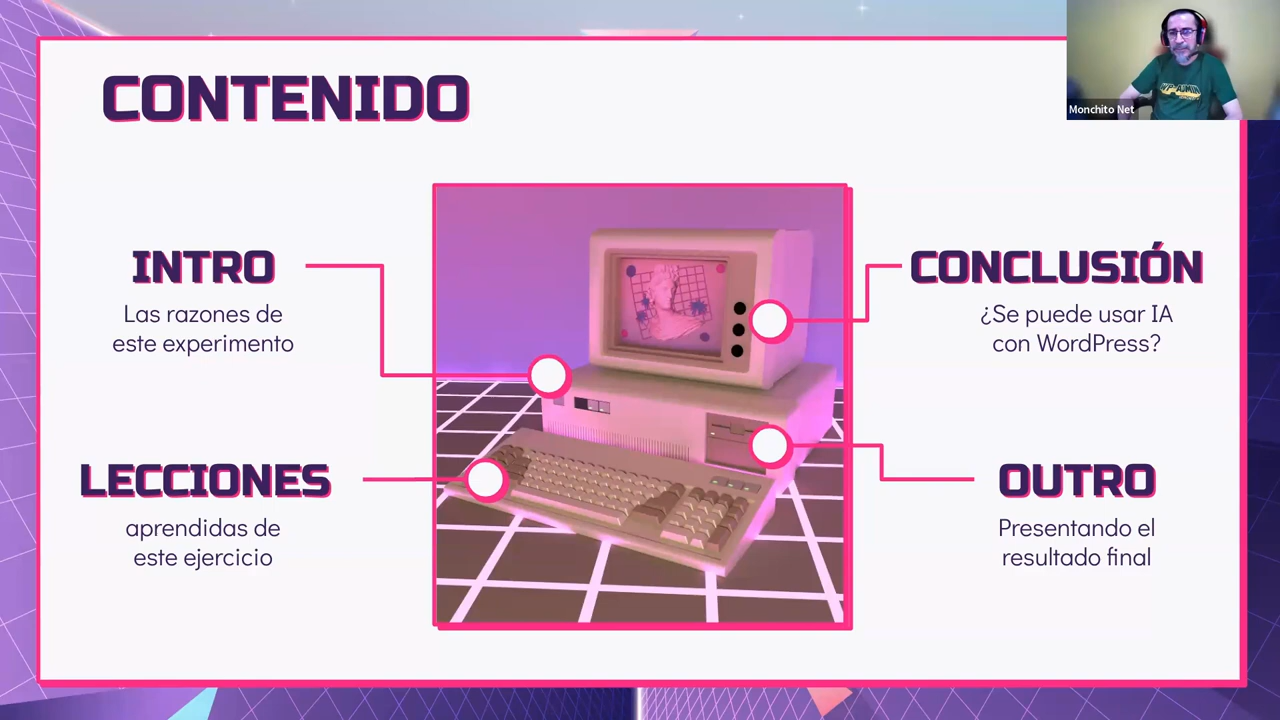 CONTENIDO
Monchito Net
INTRO
Las razones de
este experimento
LECCIONES
aprendidas de
este ejercicio
CONCLUSIÓN
¿Se puede usar IA
con WordPress?
OUTRO
Presentando el
resultado final